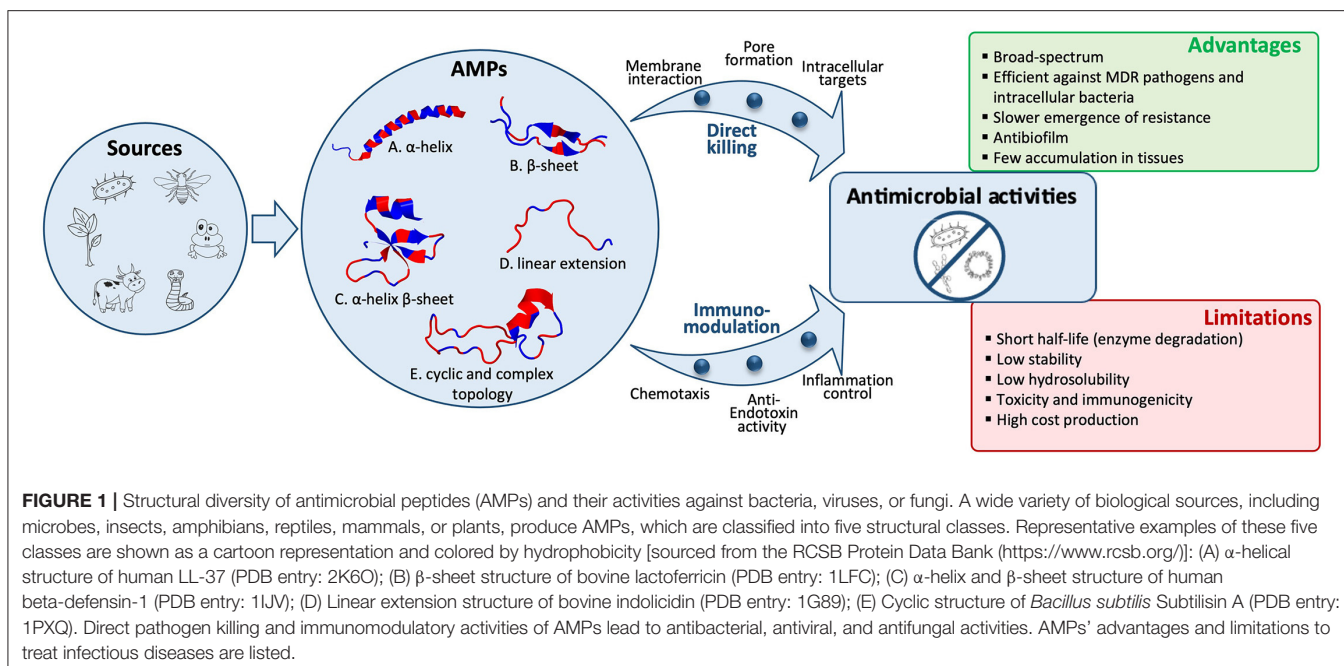 Sources
AMPs
A. α-helix
B. β-sheet
C. α-helix β-sheet
D. linear extension
E. cyclic and complex
topology
Membrane
interaction
Pore
formation
Intracellular
targets
Direct
killing
Immuno-
modulation
Chemotaxis
Anti-
Endotoxin
activity
Inflammation
control
Antimicrobial activities
Advantages
▪ Broad-spectrum
▪ Efficient against MDR pathogens and
intracellular bacteria
▪ Slower emergence of resistance
▪ Antibiofilm
▪ Few accumulation in tissues
Limitations
▪ Short half-life (enzyme degradation)
▪ Low stability
▪ Low hydrosolubility
▪ Toxicity and immunogenicity
▪ High cost production
FIGURE 1 | Structural diversity of antimicrobial peptides (AMPs) and their activities against bacteria, viruses, or fungi. A wide variety of biological sources, including
microbes, insects, amphibians, reptiles, mammals, or plants, produce AMPs, which are classified into five structural classes. Representative examples of these five
classes are shown as a cartoon representation and colored by hydrophobicity [sourced from the RCSB Protein Data Bank (https://www.rcsb.org/)]: (A) α-helical
structure of human LL-37 (PDB entry: 2K6O); (B) β-sheet structure of bovine lactoferricin (PDB entry: 1LFC); (C) α-helix and β-sheet structure of human
beta-defensin-1 (PDB entry: 1IJV); (D) Linear extension structure of bovine indolicidin (PDB entry: 1G89); (E) Cyclic structure of Bacillus subtilis Subtilisin A (PDB entry:
1PXQ). Direct pathogen killing and immunomodulatory activities of AMPs lead to antibacterial, antiviral, and antifungal activities. AMPs' advantages and limitations to
treat infectious diseases are listed.